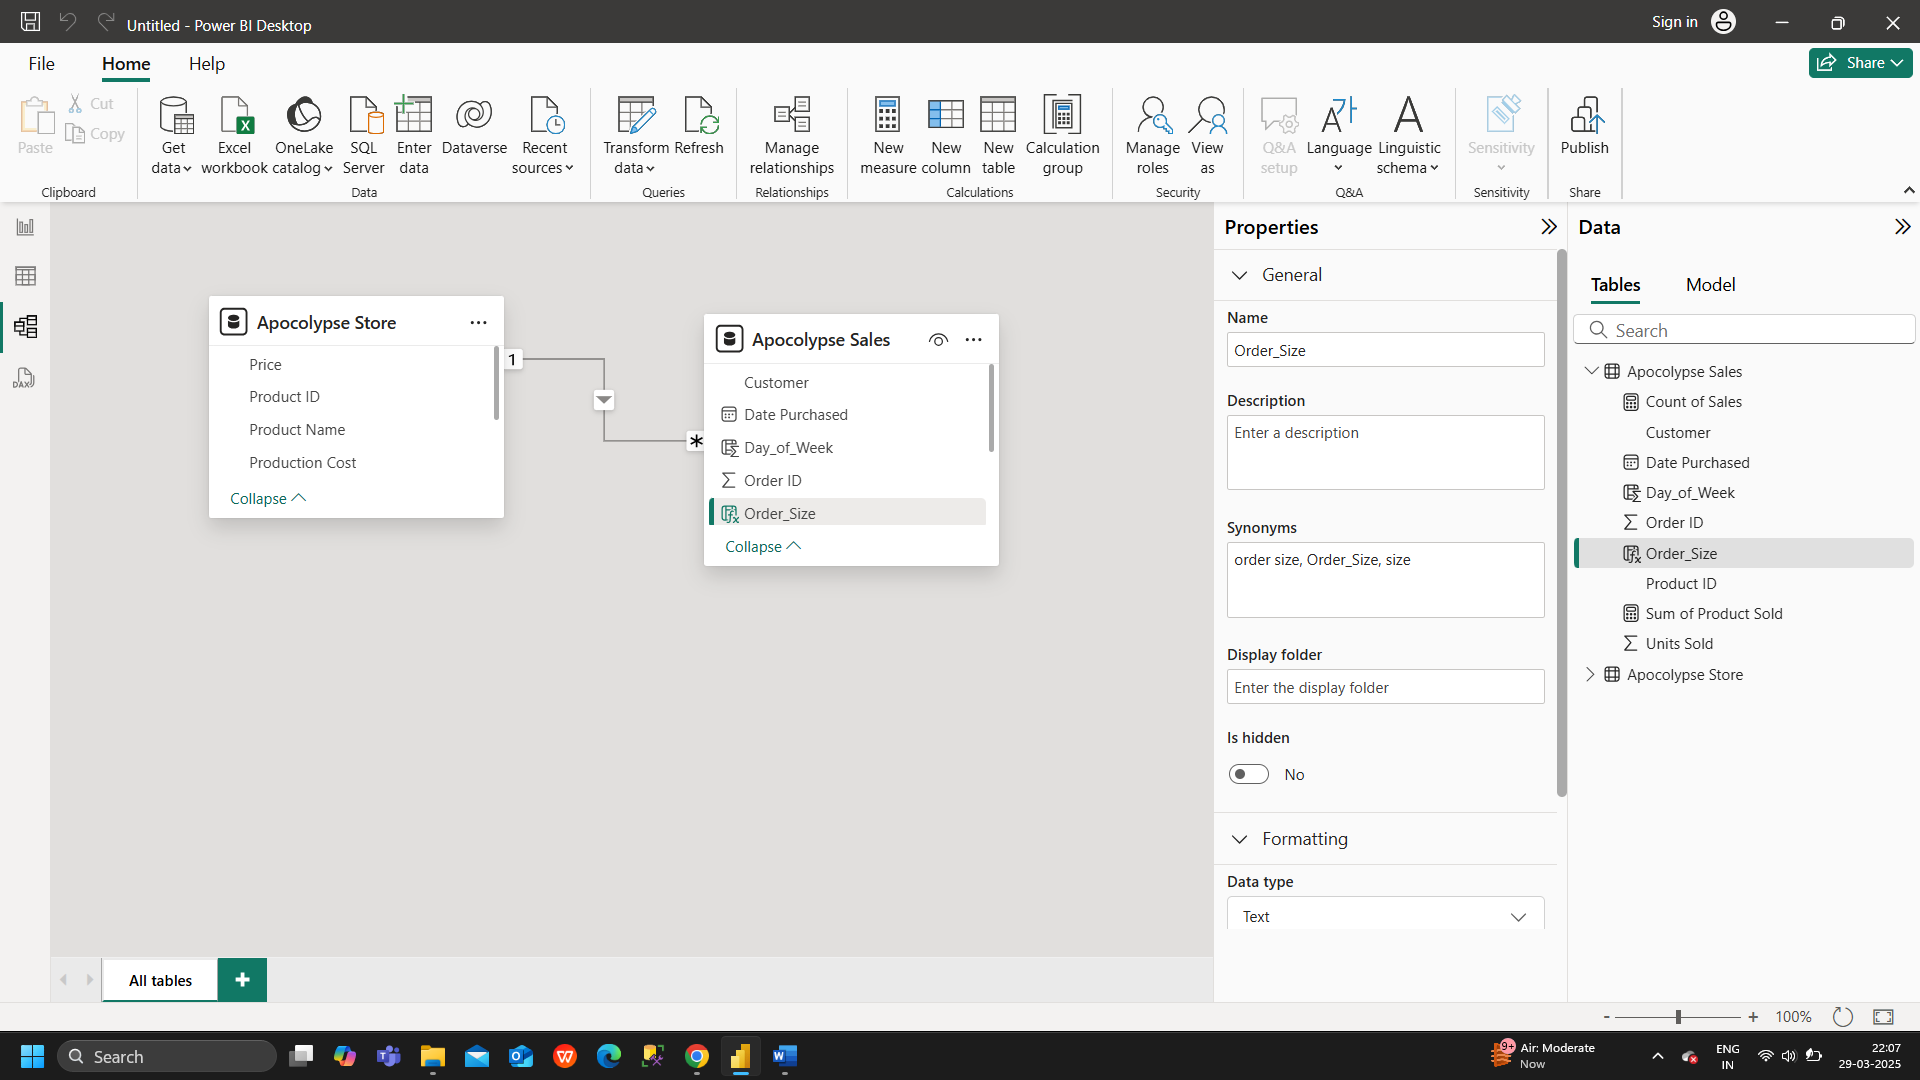 Untitled - Power BI Desktop
Sign in
File
Home
Help
Share
Paste
Cut
Copy
Clipboard
Get data
Excel workbook
OneLake catalog
SQL Server
Enter data
Dataverse
Recent sources
Data
Transform data
Refresh
Queries
Manage relationships
Relationships
New measure
New column
New table
Calculation group
Calculations
Manage roles
View as
Security
Q&A setup
Language
Linguistic schema
Q&A
Sensitivity
Sensitivity
Publish
Share
DAX
Apocolypse Store
Price
Product ID
Product Name
Production Cost
Collapse
1
*
Apocolypse Sales
Customer
Date Purchased
Day_of_Week
Order ID
Order_Size
Collapse
Properties
General
Name
Order_Size
Description
Enter a description
Synonyms
order size, Order_Size, size
Display folder
Enter the display folder
Is hidden
No
Formatting
Data type
Text
Data
Tables
Model
Search
Apocolypse Sales
Count of Sales
Customer
Date Purchased
Day_of_Week
Order ID
Order_Size
Product ID
Sum of Product Sold
Units Sold
Apocolypse Store
All tables
+
- + 100%
Search
9+
Air: Moderate
Now
ENG
IN
22:07
29-03-2025